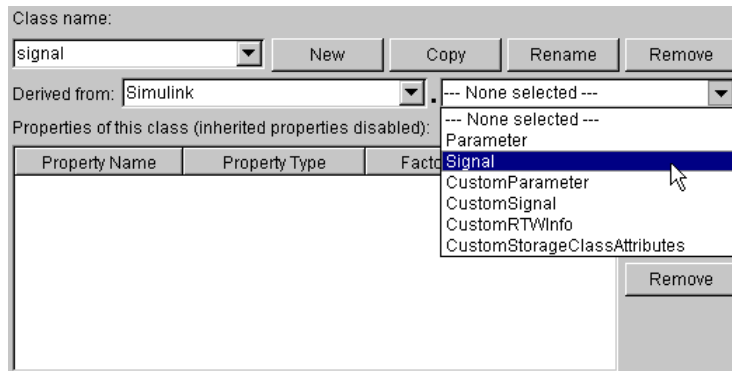 Class name:
signal New Copy Rename Remove
Derived from: Simulink . --- None selected ---
--- None selected ---
Properties of this class (inherited properties disabled):
Parameter
Property Name Property Type Facto
Signal
CustomParameter
CustomSignal
CustomRTWInfo
CustomStorageClassAttributes
Remove